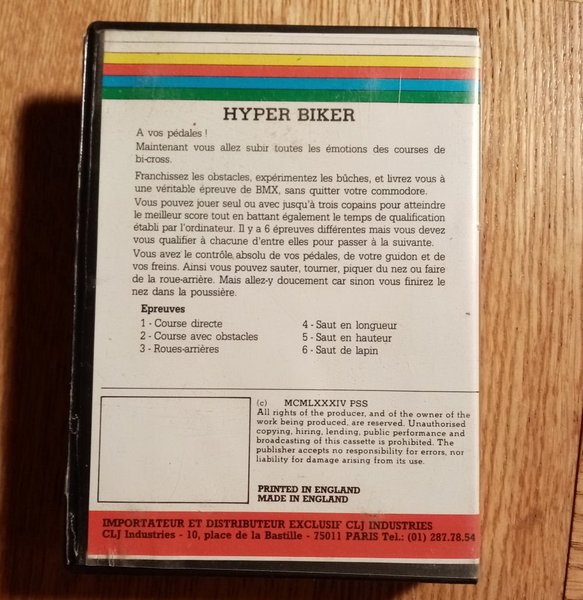 HYPER BIKER
A vos pédales !
Maintenant vous allez subir toutes les émotions des courses de
bi-cross.
Franchissez les obstacles, expérimentez les bûches, et livrez vous à
une véritable épreuve de BMX, sans quitter votre commodore.
Vous pouvez jouer seul ou avec jusqu'à trois copains pour atteindre
le meilleur score tout en battant également le temps de qualification
établi par l'ordinateur. Il y a 6 épreuves différentes mais vous devez
vous qualifier à chacune d'entre elles pour passer à la suivante.
Vous avez le contrôle, absolu de vos pédales, de votre guidon et de
vos freins. Ainsi vous pouvez sauter, tourner, piquer du nez ou faire
de la roue-arrière. Mais allez-y doucement car sinon vous finirez le
nez dans la poussière.
Epreuves
1 - Course directe
2 - Course avec obstacles
3 - Roues-arrières
4 - Saut en longueur
5 - Saut en hauteur
6 - Saut de lapin
(c) MCMLXXXIV PSS
All rights of the producer, and of the owner of the
work being produced, are reserved. Unauthorised
copying, hiring, lending, public performance and
broadcasting of this cassette is prohibited. The
publisher accepts no responsibility for errors, nor
liability for damage arising from its use.
PRINTED IN ENGLAND
MADE IN ENGLAND
IMPORTATEUR ET DISTRIBUTEUR EXCLUSIF CLJ INDUSTRIES
CLJ Industries - 10, place de la Bastille - 75011 PARIS Tel.: (01) 287.78.54